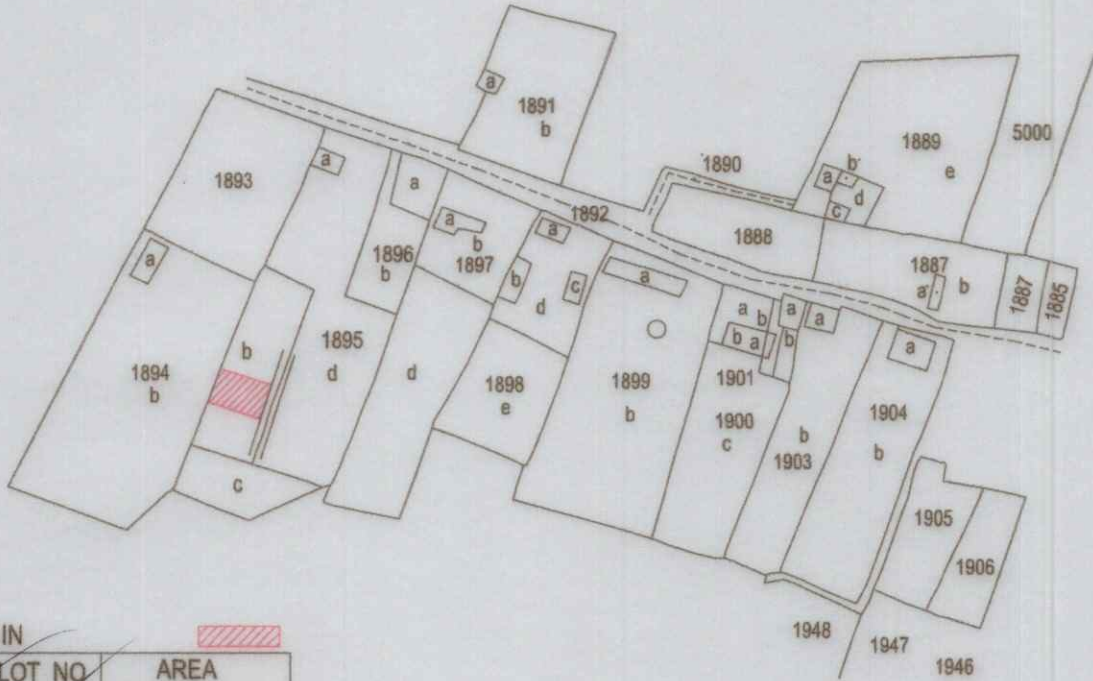 a
1891
b
1889
5000
e
1890
b
a
d
c
1893
a
a
a
1892
1888
1896
b
b
1897
a
b
c
d
a
1887
a
b
1887
1885
a
b
1894
b
b
1895
d
d
1898
e
1899
b
a
b
b
a
a
a
b
1901
1900
c
b
1903
1904
b
a
c
1905
1906
1948
1947
1946
IN
LOT NO
AREA